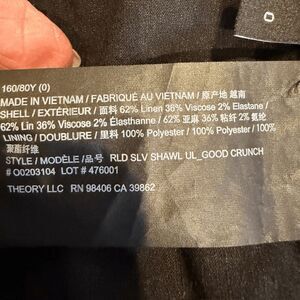 0
160/80Y (0)
MADE IN VIETNAM / FABRIQUÉ AU VIETNAM / 原产地 越南
SHELL / EXTÉRIEUR / 面料 62% Linen 36% Viscose 2% Elastane /
62% Lin 36% Viscose 2% Élasthanne / 62% 亚麻 36% 粘纤 2% 氨纶
LINING / DOUBLURE / 里料 100% Polyester / 100% Polyester / 100%
聚酯纤维
STYLE / MODÈLE / 品号 RLD SLV SHAWL UL_GOOD CRUNCH
# O0203104 LOT # 476001
THEORY LLC RN 98406 CA 39862